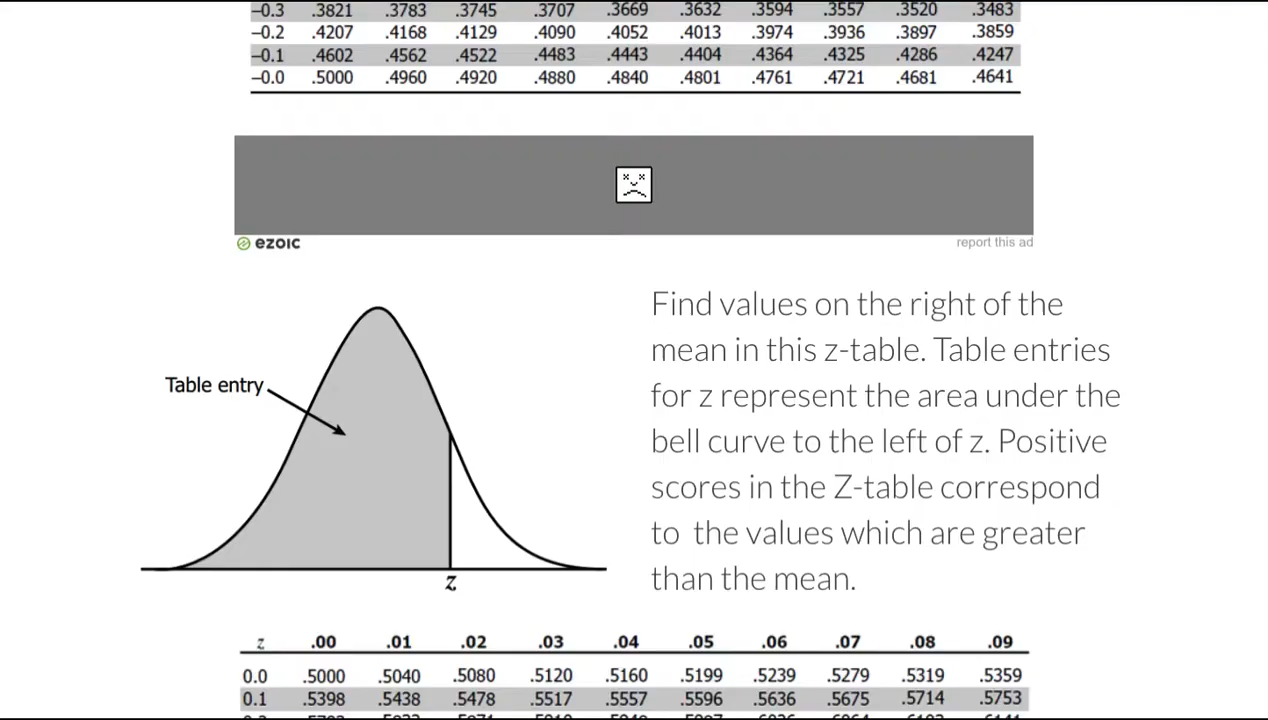 –0.3 .3821 .3783 .3745 .3707 .3669 .3632 .3594 .3557 .3520 .3483
–0.2 .4207 .4168 .4129 .4090 .4052 .4013 .3974 .3936 .3897 .3859
–0.1 .4602 .4562 .4522 .4483 .4443 .4404 .4364 .4325 .4286 .4247
–0.0 .5000 .4960 .4920 .4880 .4840 .4801 .4761 .4721 .4681 .4641
ezoic report this ad
Find values on the right of the
mean in this z-table. Table entries
for z represent the area under the
bell curve to the left of z. Positive
scores in the Z-table correspond
to the values which are greater
than the mean.
Table entry
z
z .00 .01 .02 .03 .04 .05 .06 .07 .08 .09
0.0 .5000 .5040 .5080 .5120 .5160 .5199 .5239 .5279 .5319 .5359
0.1 .5398 .5438 .5478 .5517 .5557 .5596 .5636 .5675 .5714 .5753